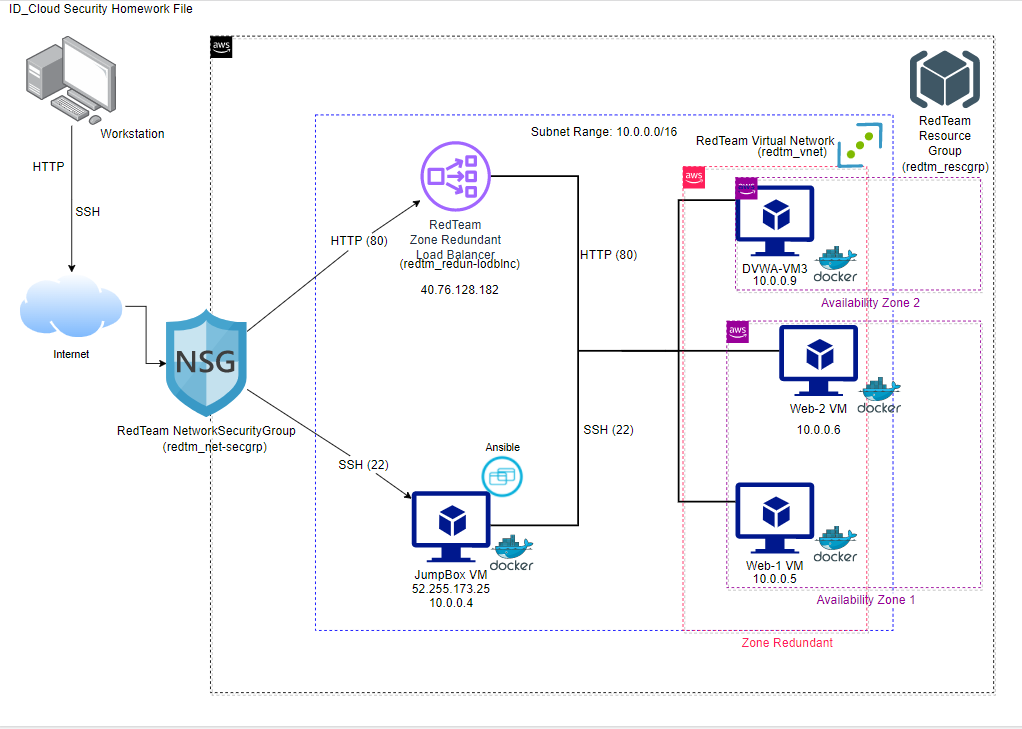 ID_Cloud Security Homework File
aws
Workstation
HTTP
SSH
Internet
NSG
RedTeam NetworkSecurityGroup
(redtm_net-secgrp)
HTTP (80)
SSH (22)
RedTeam
Zone Redundant
Load Balancer
(redtm_redun-lodblnc)
40.76.128.182
Subnet Range: 10.0.0.0/16
RedTeam Virtual Network
(redtm_vnet)
RedTeam
Resource
Group
(redtm_rescgrp)
HTTP (80)
SSH (22)
Ansible
docker
JumpBox VM
52.255.173.25
10.0.0.4
aws
aws
DVWA-VM3
10.0.0.9
docker
Availability Zone 2
aws
Web-2 VM
10.0.0.6
docker
Web-1 VM
10.0.0.5
docker
Availability Zone 1
Zone Redundant